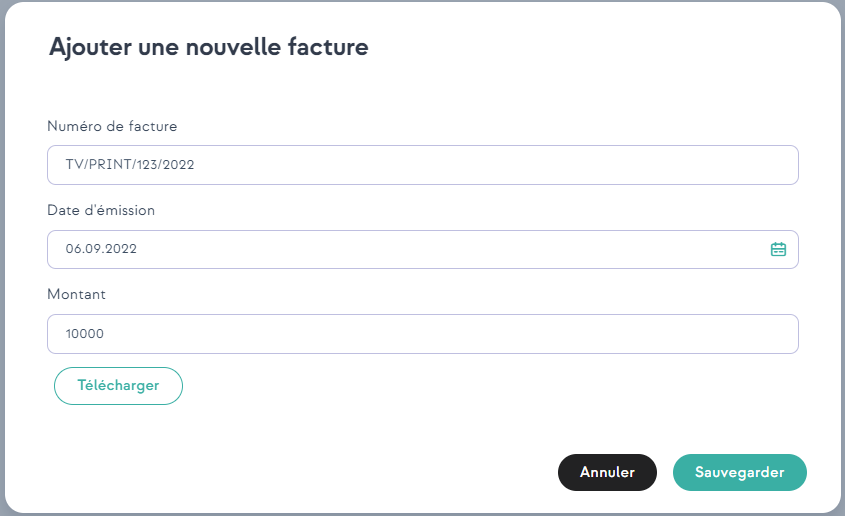 Ajouter une nouvelle facture
Numéro de facture
TV/PRINT/123/2022
Date d'émission
06.09.2022
Montant
10000
Télécharger
Annuler
Sauvegarder